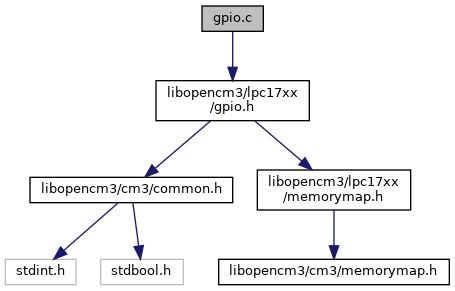 gpio.c
libopencm3/lpc17xx
/gpio.h
libopencm3/cm3/common.h
libopencm3/lpc17xx
/memorymap.h
stdint.h
stdbool.h
libopencm3/cm3/memorymap.h